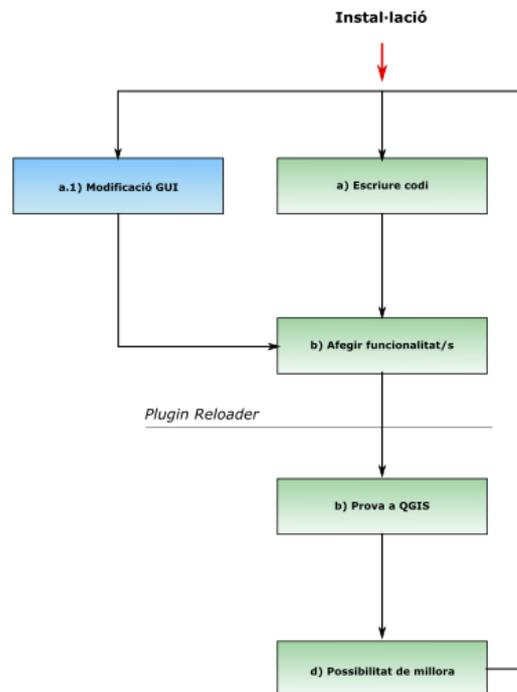 Instal·lació
a.1) Modificació GUI
a) Escriure codi
b) Afegir funcionalitat/s
Plugin Reloader
b) Prova a QGIS
d) Possibilitat de millora